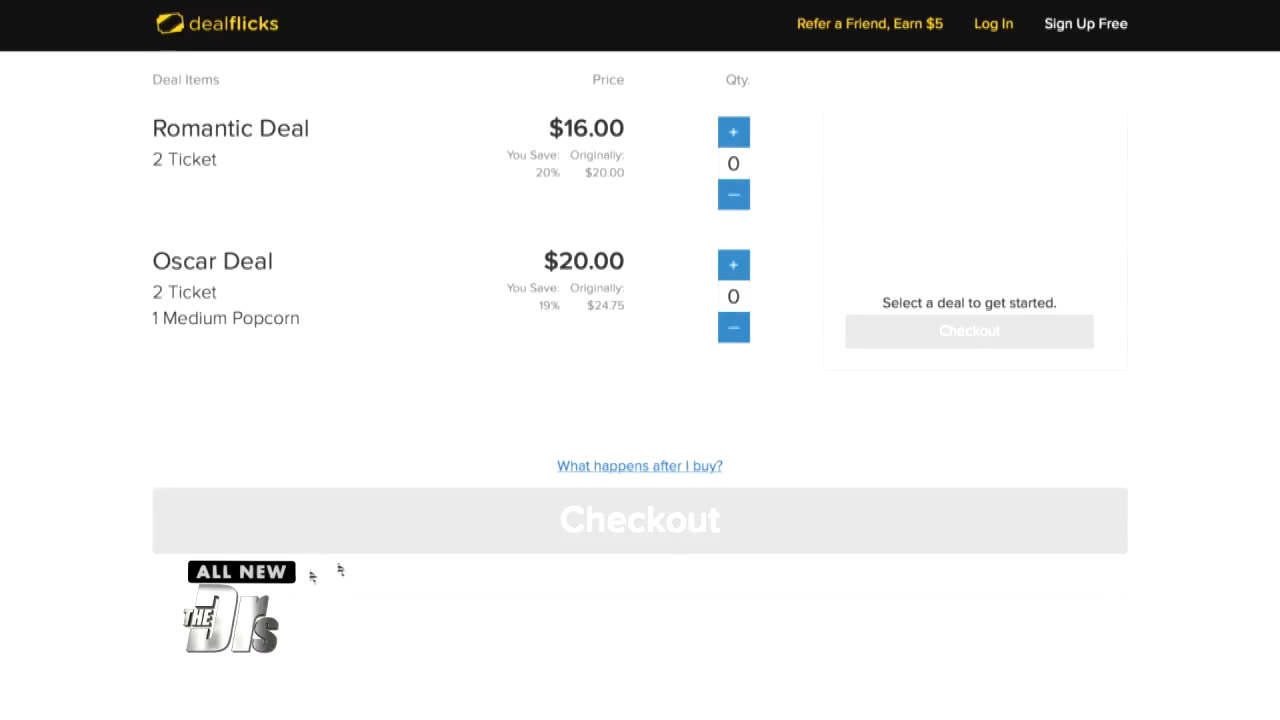 dealflicks
Refer a Friend, Earn $5
Log In
Sign Up Free
Deal Items
Price
Qty.
Romantic Deal
$16.00
+
2 Ticket
You Save:
Originally:
0
20%
$20.00
–
Oscar Deal
$20.00
+
2 Ticket
You Save:
Originally:
0
19%
$24.75
1 Medium Popcorn
–
Select a deal to get started.
Checkout
What happens after I buy?
Checkout
ALL NEW
THE
Drs